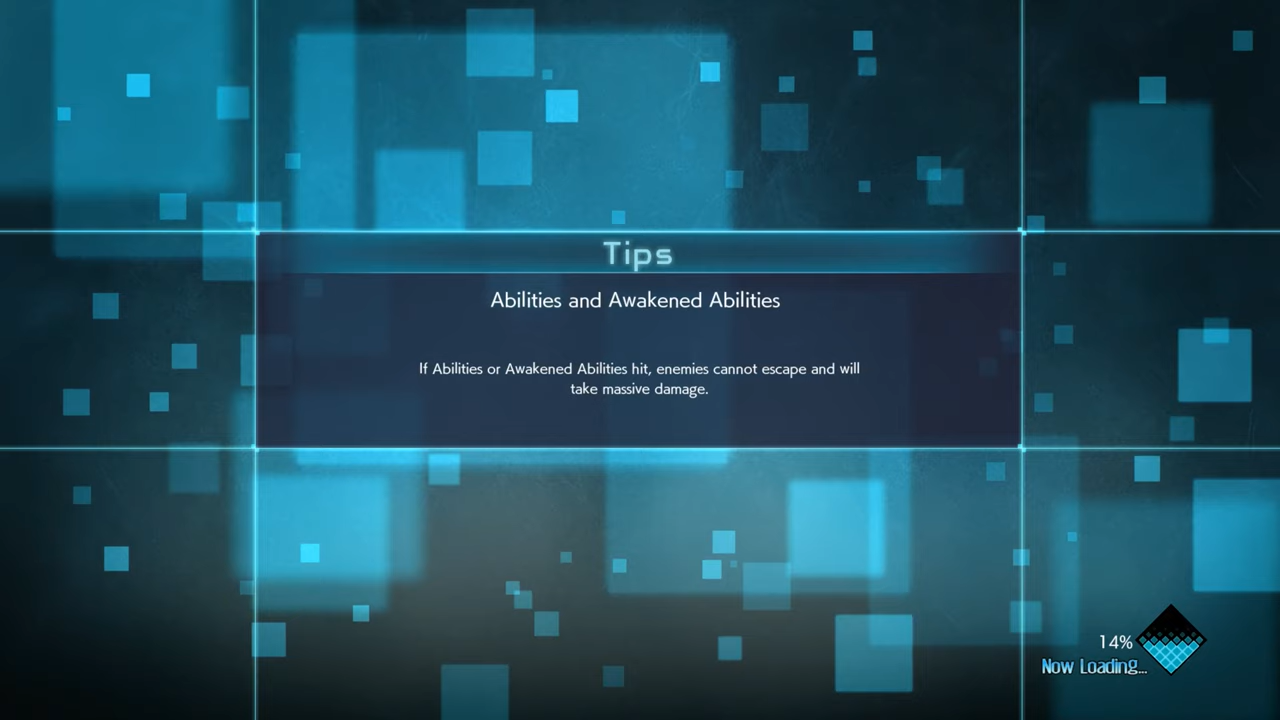 Tips
Abilities and Awakened Abilities
If Abilities or Awakened Abilities hit, enemies cannot escape and will
take massive damage.
14%
Now Loading...